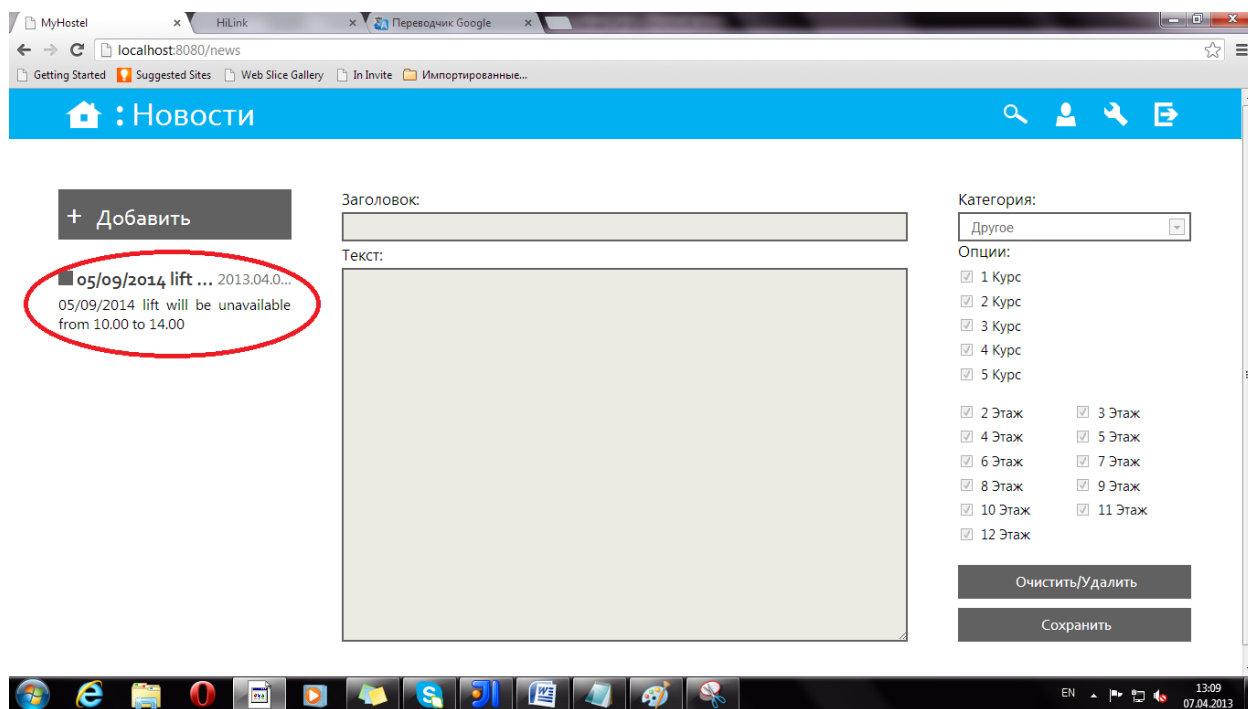 MyHostel
HiLink
Переводчик Google
localhost:8080/news
Getting Started Suggested Sites Web Slice Gallery In Invite Импортированные...
: Новости
+ Добавить
05/09/2014 lift ... 2013.04.0...
05/09/2014 lift will be unavailable
from 10.00 to 14.00
Заголовок:
Текст:
Категория:
Другое
Опции:
1 Курс
2 Курс
3 Курс
4 Курс
5 Курс
2 Этаж 3 Этаж
4 Этаж 5 Этаж
6 Этаж 7 Этаж
8 Этаж 9 Этаж
10 Этаж 11 Этаж
12 Этаж
Очистить/Удалить
Сохранить
EN
13:09
07.04.2013